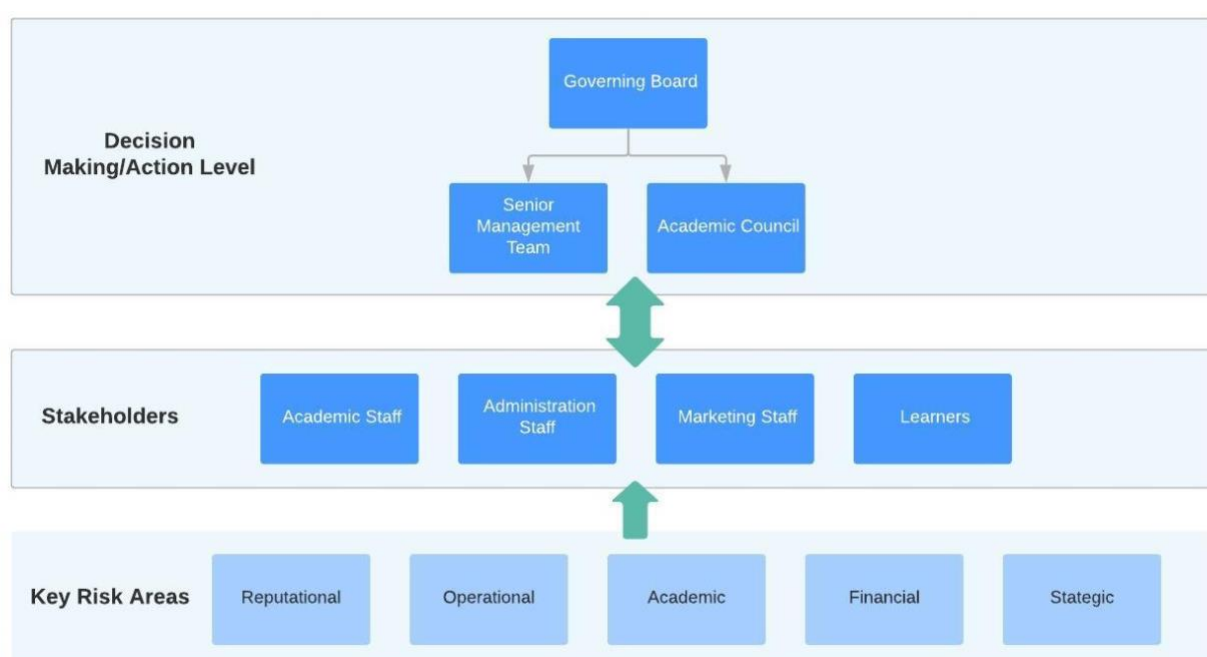 Governing Board
Decision
Making/Action Level
Senior
Management
Team
Academic Council
Stakeholders
Academic Staff
Administration
Staff
Marketing Staff
Learners
Key Risk Areas
Reputational
Operational
Academic
Financial
Stategic